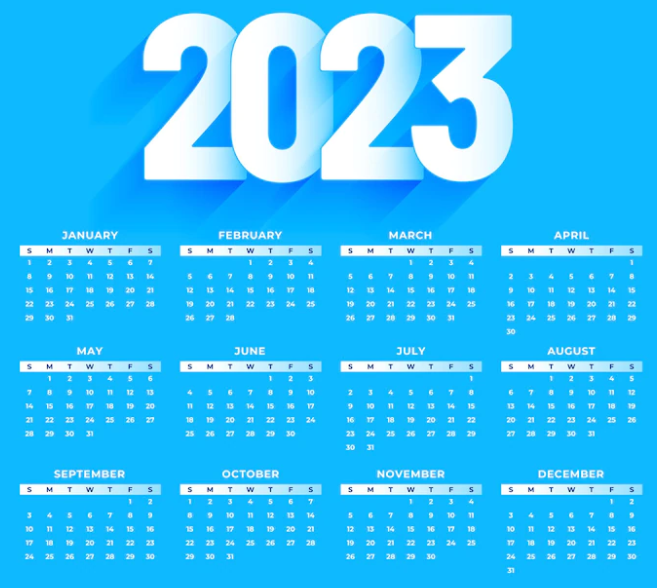 2023
JANUARY
S M T W T F S
1 2 3 4 5 6 7
8 9 10 11 12 13 14
15 16 17 18 19 20 21
22 23 24 25 26 27 28
29 30 31
FEBRUARY
S M T W T F S
1 2 3 4
5 6 7 8 9 10 11
12 13 14 15 16 17 18
19 20 21 22 23 24 25
26 27 28
MARCH
S M T W T F S
1 2 3 4
5 6 7 8 9 10 11
12 13 14 15 16 17 18
19 20 21 22 23 24 25
26 27 28 29 30 31
APRIL
S M T W T F S
1
2 3 4 5 6 7 8
9 10 11 12 13 14 15
16 17 18 19 20 21 22
23 24 25 26 27 28 29
30
MAY
S M T W T F S
1 2 3 4 5 6
7 8 9 10 11 12 13
14 15 16 17 18 19 20
21 22 23 24 25 26 27
28 29 30 31
JUNE
S M T W T F S
1 2 3
4 5 6 7 8 9 10
11 12 13 14 15 16 17
18 19 20 21 22 23 24
25 26 27 28 29 30
JULY
S M T W T F S
1
2 3 4 5 6 7 8
9 10 11 12 13 14 15
16 17 18 19 20 21 22
23 24 25 26 27 28 29
30 31
AUGUST
S M T W T F S
1 2 3 4 5
6 7 8 9 10 11 12
13 14 15 16 17 18 19
20 21 22 23 24 25 26
27 28 29 30 31
SEPTEMBER
S M T W T F S
1 2
3 4 5 6 7 8 9
10 11 12 13 14 15 16
17 18 19 20 21 22 23
24 25 26 27 28 29 30
OCTOBER
S M T W T F S
1 2 3 4 5 6 7
8 9 10 11 12 13 14
15 16 17 18 19 20 21
22 23 24 25 26 27 28
29 30 31
NOVEMBER
S M T W T F S
1 2 3 4
5 6 7 8 9 10 11
12 13 14 15 16 17 18
19 20 21 22 23 24 25
26 27 28 29 30
DECEMBER
S M T W T F S
1 2
3 4 5 6 7 8 9
10 11 12 13 14 15 16
17 18 19 20 21 22 23
24 25 26 27 28 29 30
31